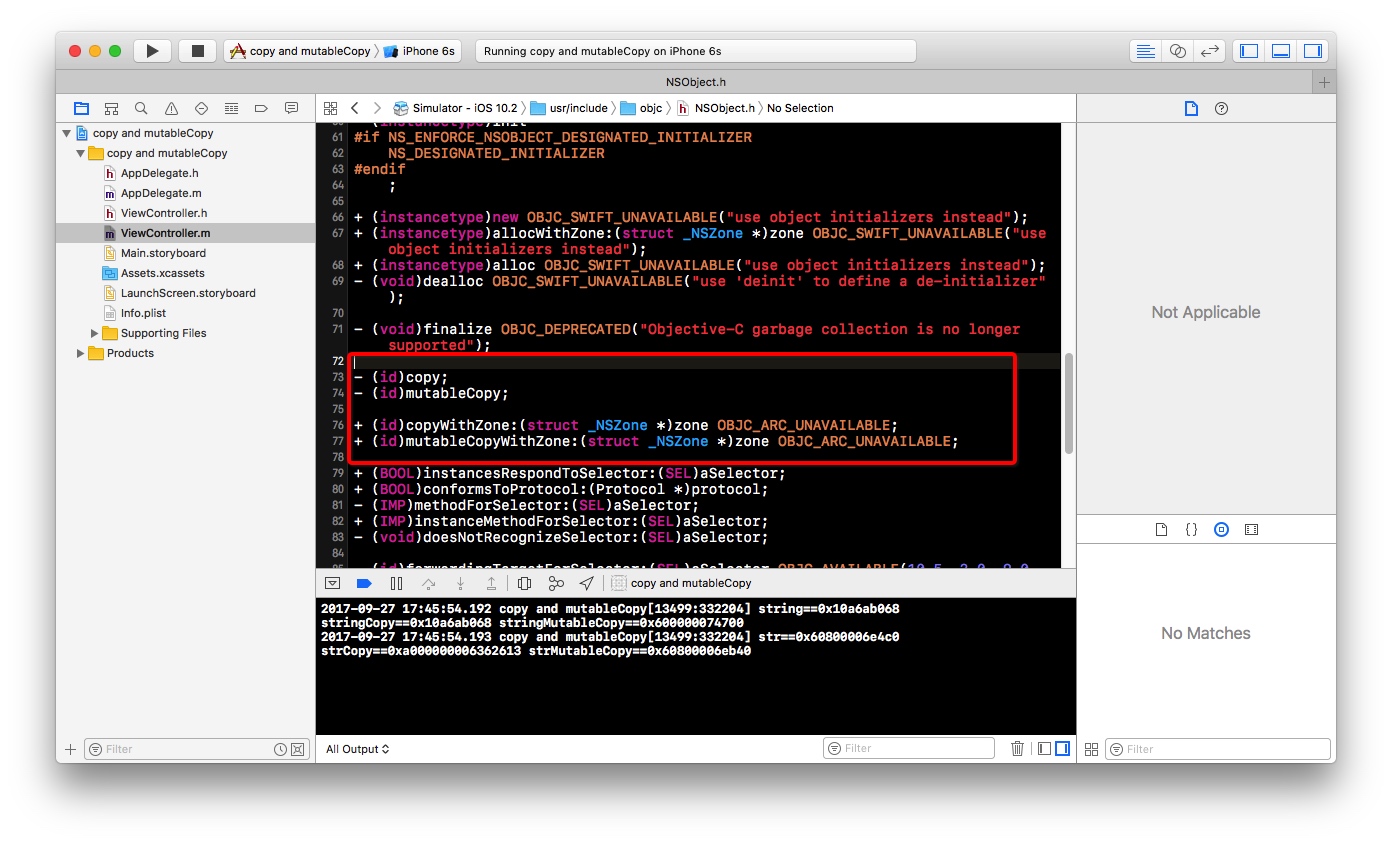 copy and mutableCopy
iPhone 6s
Running copy and mutableCopy on iPhone 6s
NSObject.h
Simulator - iOS 10.2
usr/include
objc
NSObject.h
No Selection
copy and mutableCopy
copy and mutableCopy
AppDelegate.h
AppDelegate.m
ViewController.h
ViewController.m
Main.storyboard
Assets.xcassets
LaunchScreen.storyboard
Info.plist
Supporting Files
Products
Filter
61 #if NS_ENFORCE_NSOBJECT_DESIGNATED_INITIALIZER
62 NS_DESIGNATED_INITIALIZER
63 #endif
64 ;
65
66 + (instancetype)new OBJC_SWIFT_UNAVAILABLE("use object initializers instead");
67 + (instancetype)allocWithZone:(struct _NSZone *)zone OBJC_SWIFT_UNAVAILABLE("use
object initializers instead");
68 + (instancetype)alloc OBJC_SWIFT_UNAVAILABLE("use object initializers instead");
69 - (void)dealloc OBJC_SWIFT_UNAVAILABLE("use 'deinit' to define a de-initializer"
);
70
71 - (void)finalize OBJC_DEPRECATED("Objective-C garbage collection is no longer
supported");
72
73 - (id)copy;
74 - (id)mutableCopy;
75
76 + (id)copyWithZone:(struct _NSZone *)zone OBJC_ARC_UNAVAILABLE;
77 + (id)mutableCopyWithZone:(struct _NSZone *)zone OBJC_ARC_UNAVAILABLE;
78
79 + (BOOL)instancesRespondToSelector:(SEL)aSelector;
80 + (BOOL)conformsToProtocol:(Protocol *)protocol;
81 - (IMP)methodForSelector:(SEL)aSelector;
82 + (IMP)instanceMethodForSelector:(SEL)aSelector;
83 - (void)doesNotRecognizeSelector:(SEL)aSelector;
84
copy and mutableCopy
2017-09-27 17:45:54.192 copy and mutableCopy[13499:332204] string==0x10a6ab068
stringCopy==0x10a6ab068 stringMutableCopy==0x600000074700
2017-09-27 17:45:54.193 copy and mutableCopy[13499:332204] str==0x60800006e4c0
strCopy==0xa000000006362613 strMutableCopy==0x60800006eb40
All Output
Filter
Not Applicable
No Matches
Filter